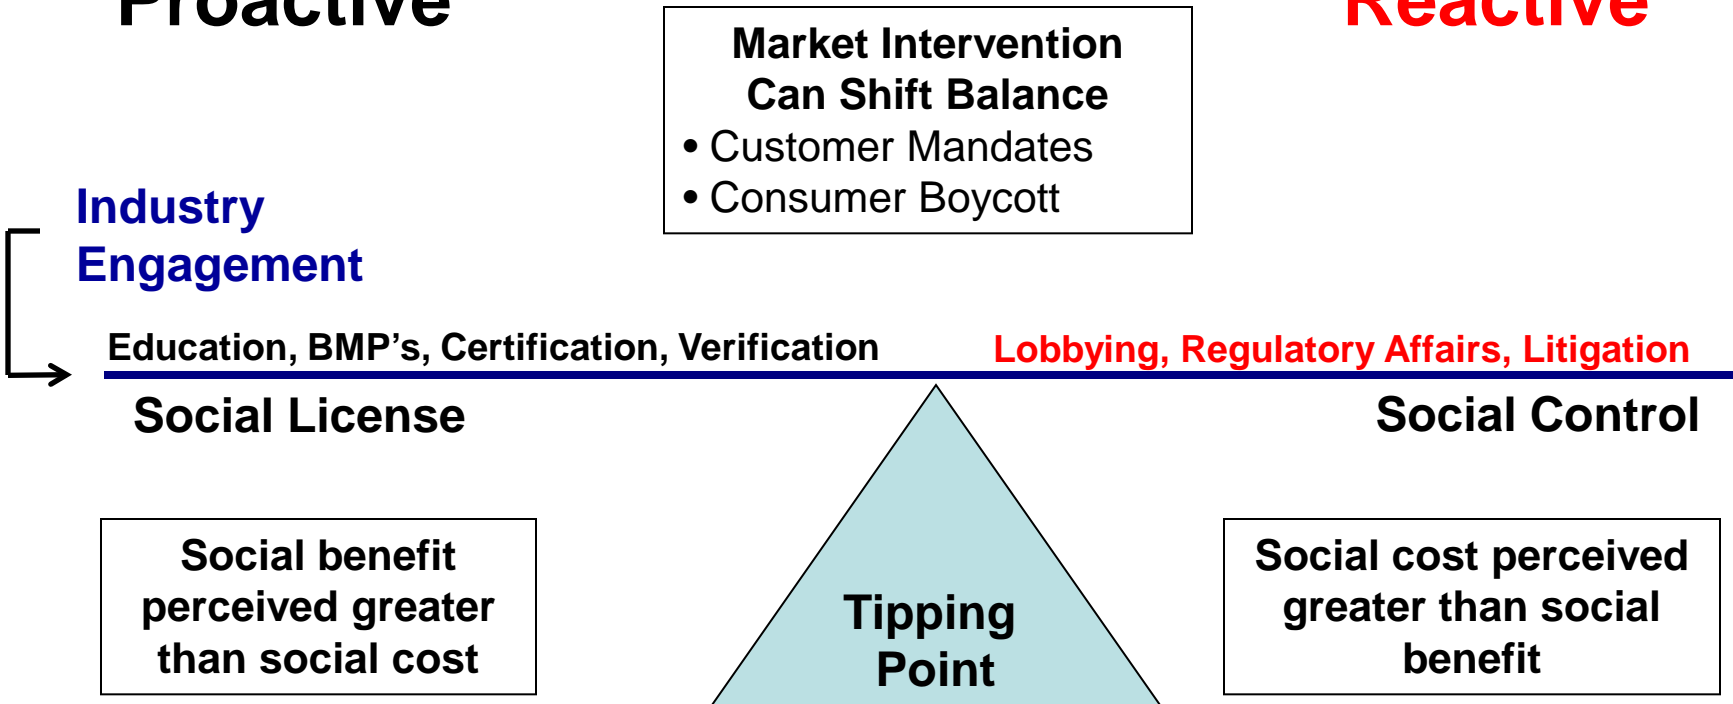 Proactive
Reactive
Market Intervention
Can Shift Balance
• Customer Mandates
• Consumer Boycott
Industry
Engagement
Education, BMP's, Certification, Verification
Lobbying, Regulatory Affairs, Litigation
Social License
Social Control
Social benefit
perceived greater
than social cost
Tipping
Point
Social cost perceived
greater than social
benefit